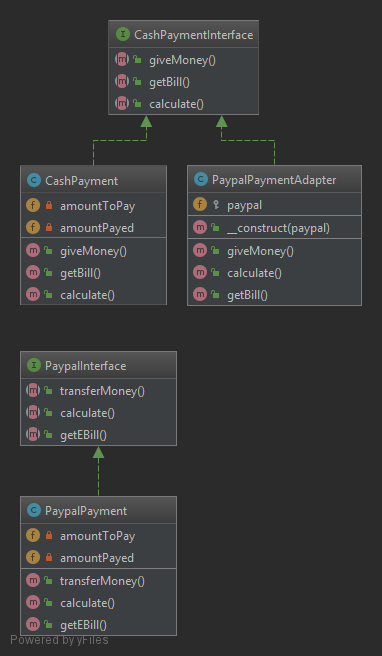 CashPaymentInterface
giveMoney()
getBill()
calculate()
CashPayment
amountToPay
amountPayed
giveMoney()
getBill()
calculate()
PaypalPaymentAdapter
paypal
__construct(paypal)
giveMoney()
calculate()
getBill()
PaypalInterface
transferMoney()
calculate()
getEBill()
PaypalPayment
amountToPay
amountPayed
transferMoney()
calculate()
getEBill()
Powered by yFiles